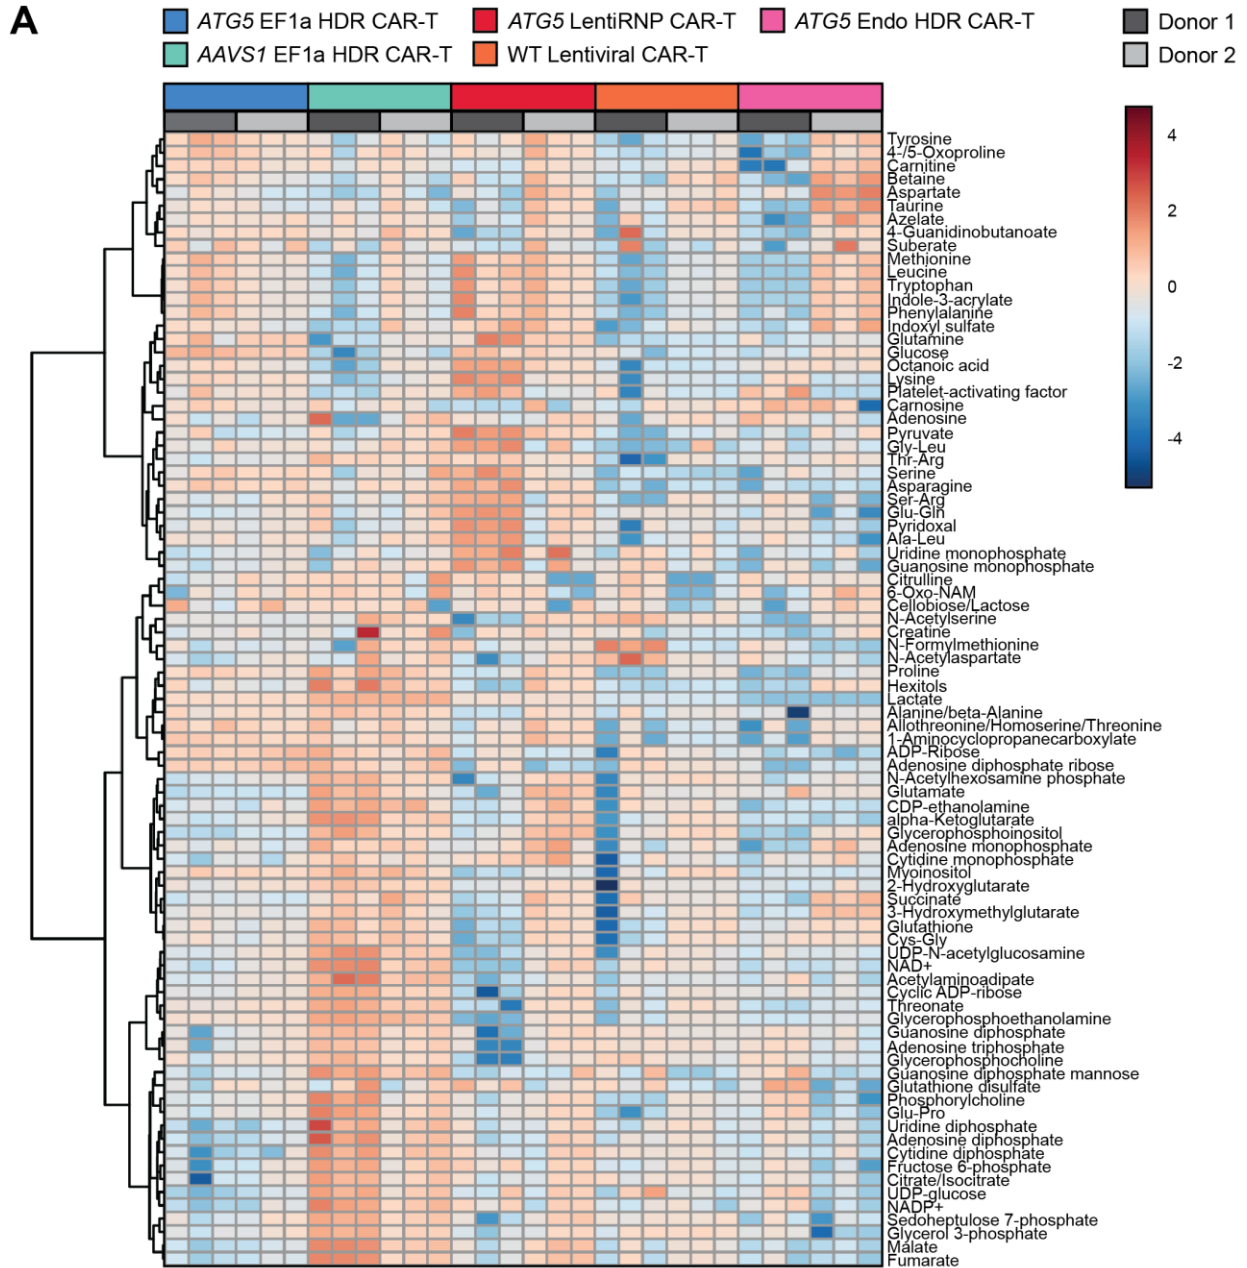 A
ATG5 EF1a HDR CAR-T
ATG5 LentiRNP CAR-T
ATG5 Endo HDR CAR-T
Donor 1
AAVS1 EF1a HDR CAR-T
WT Lentiviral CAR-T
Donor 2
4
2
0
-2
-4
Tyrosine
4-/5-Oxoproline
Carnitine
Betaine
Aspartate
Taurine
Azelate
4-Guanidinobutanoate
Suberate
Methionine
Leucine
Tryptophan
Indole-3-acrylate
Phenylalanine
Indoxyl sulfate
Glutamine
Glucose
Octanoic acid
Lysine
Platelet-activating factor
Carnosine
Adenosine
Pyruvate
Gly-Leu
Thr-Arg
Serine
Asparagine
Ser-Arg
Glu-Gln
Pyridoxal
Ala-Leu
Uridine monophosphate
Guanosine monophosphate
Citrulline
6-Oxo-NAM
Cellobiose/Lactose
N-Acetylserine
Creatine
N-Formylmethionine
N-Acetylaspartate
Proline
Hexitols
Lactate
Alanine/beta-Alanine
Allothreonine/Homoserine/Threonine
1-Aminocyclopropanecarboxylate
ADP-Ribose
Adenosine diphosphate ribose
N-Acetylhexosamine phosphate
Glutamate
CDP-ethanolamine
alpha-Ketoglutarate
Glycerophosphoinositol
Adenosine monophosphate
Cytidine monophosphate
Myoinositol
2-Hydroxyglutarate
Succinate
3-Hydroxymethylglutarate
Glutathione
Cys-Gly
UDP-N-acetylglucosamine
NAD+
Acetylaminoadipate
Cyclic ADP-ribose
Threonate
Glycerophosphoethanolamine
Guanosine diphosphate
Adenosine triphosphate
Glycerophosphocholine
Guanosine diphosphate mannose
Glutathione disulfate
Phosphorylcholine
Glu-Pro
Uridine diphosphate
Adenosine diphosphate
Cytidine diphosphate
Fructose 6-phosphate
Citrate/Isocitrate
UDP-glucose
NADP+
Sedoheptulose 7-phosphate
Glycerol 3-phosphate
Malate
Fumarate